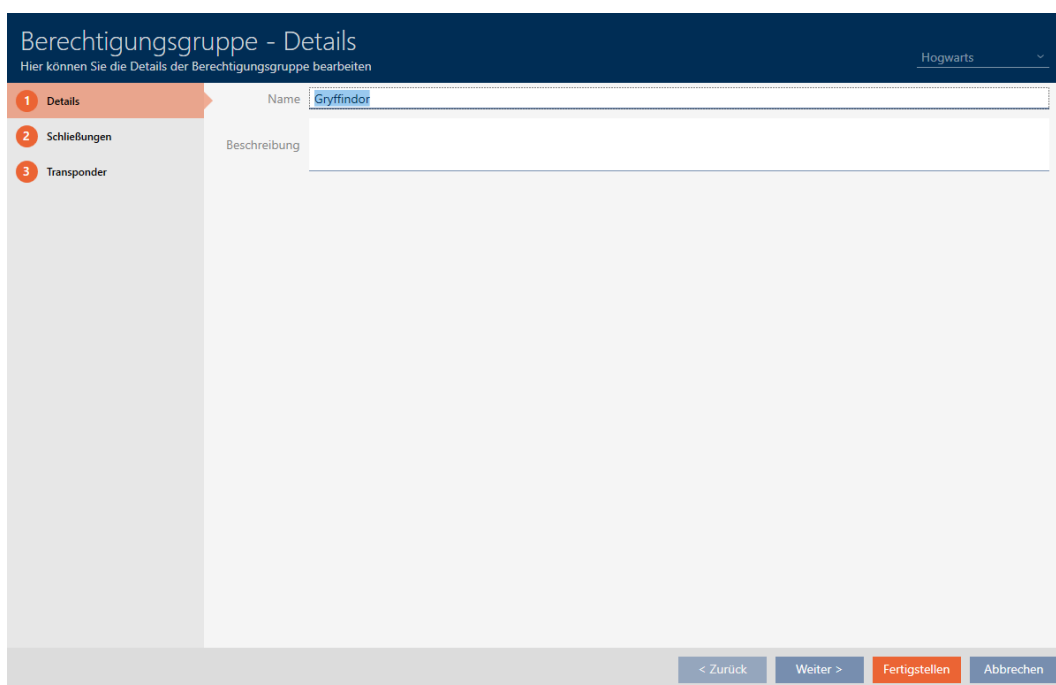 Berechtigungsgruppe - Details
Hier können Sie die Details der Berechtigungsgruppe bearbeiten
Hogwarts
1 Details
2 Schließungen
3 Transponder
Name Gryffindor
Beschreibung
< Zurück Weiter > Fertigstellen Abbrechen